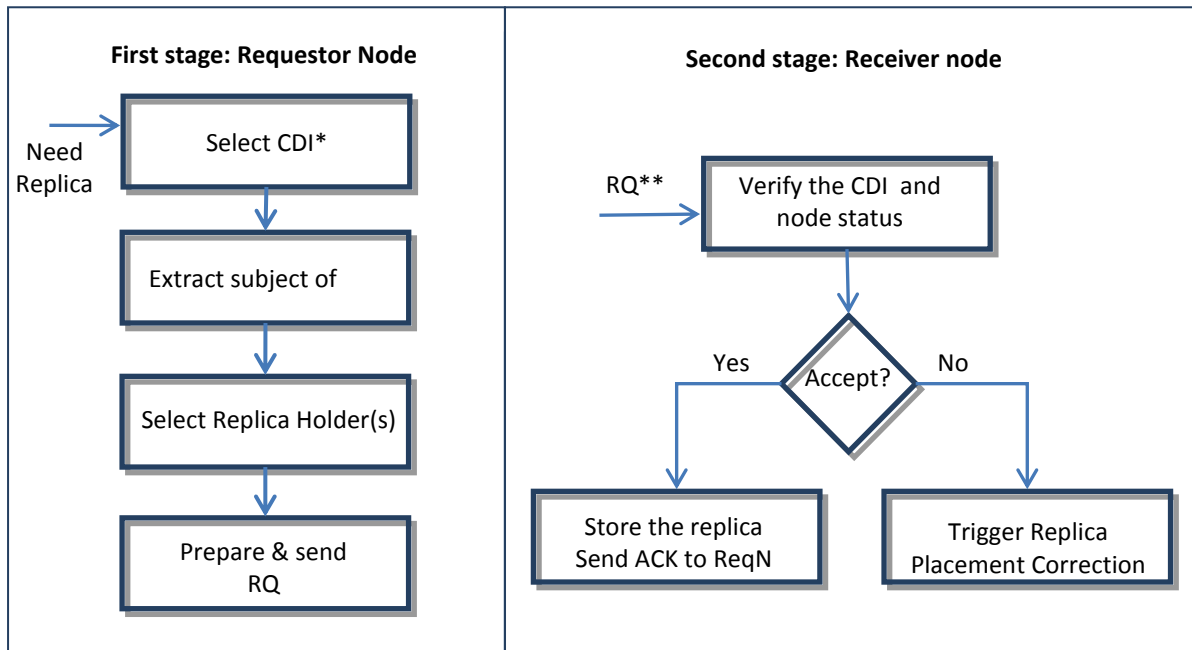 First stage: Requestor Node
Need
Replica
Select CDI*
Extract subject of
Select Replica Holder(s)
Prepare & send
RQ
Second stage: Receiver node
RQ**
Verify the CDI and
node status
Accept?
Yes
No
Store the replica
Send ACK to ReqN
Trigger Replica
Placement Correction